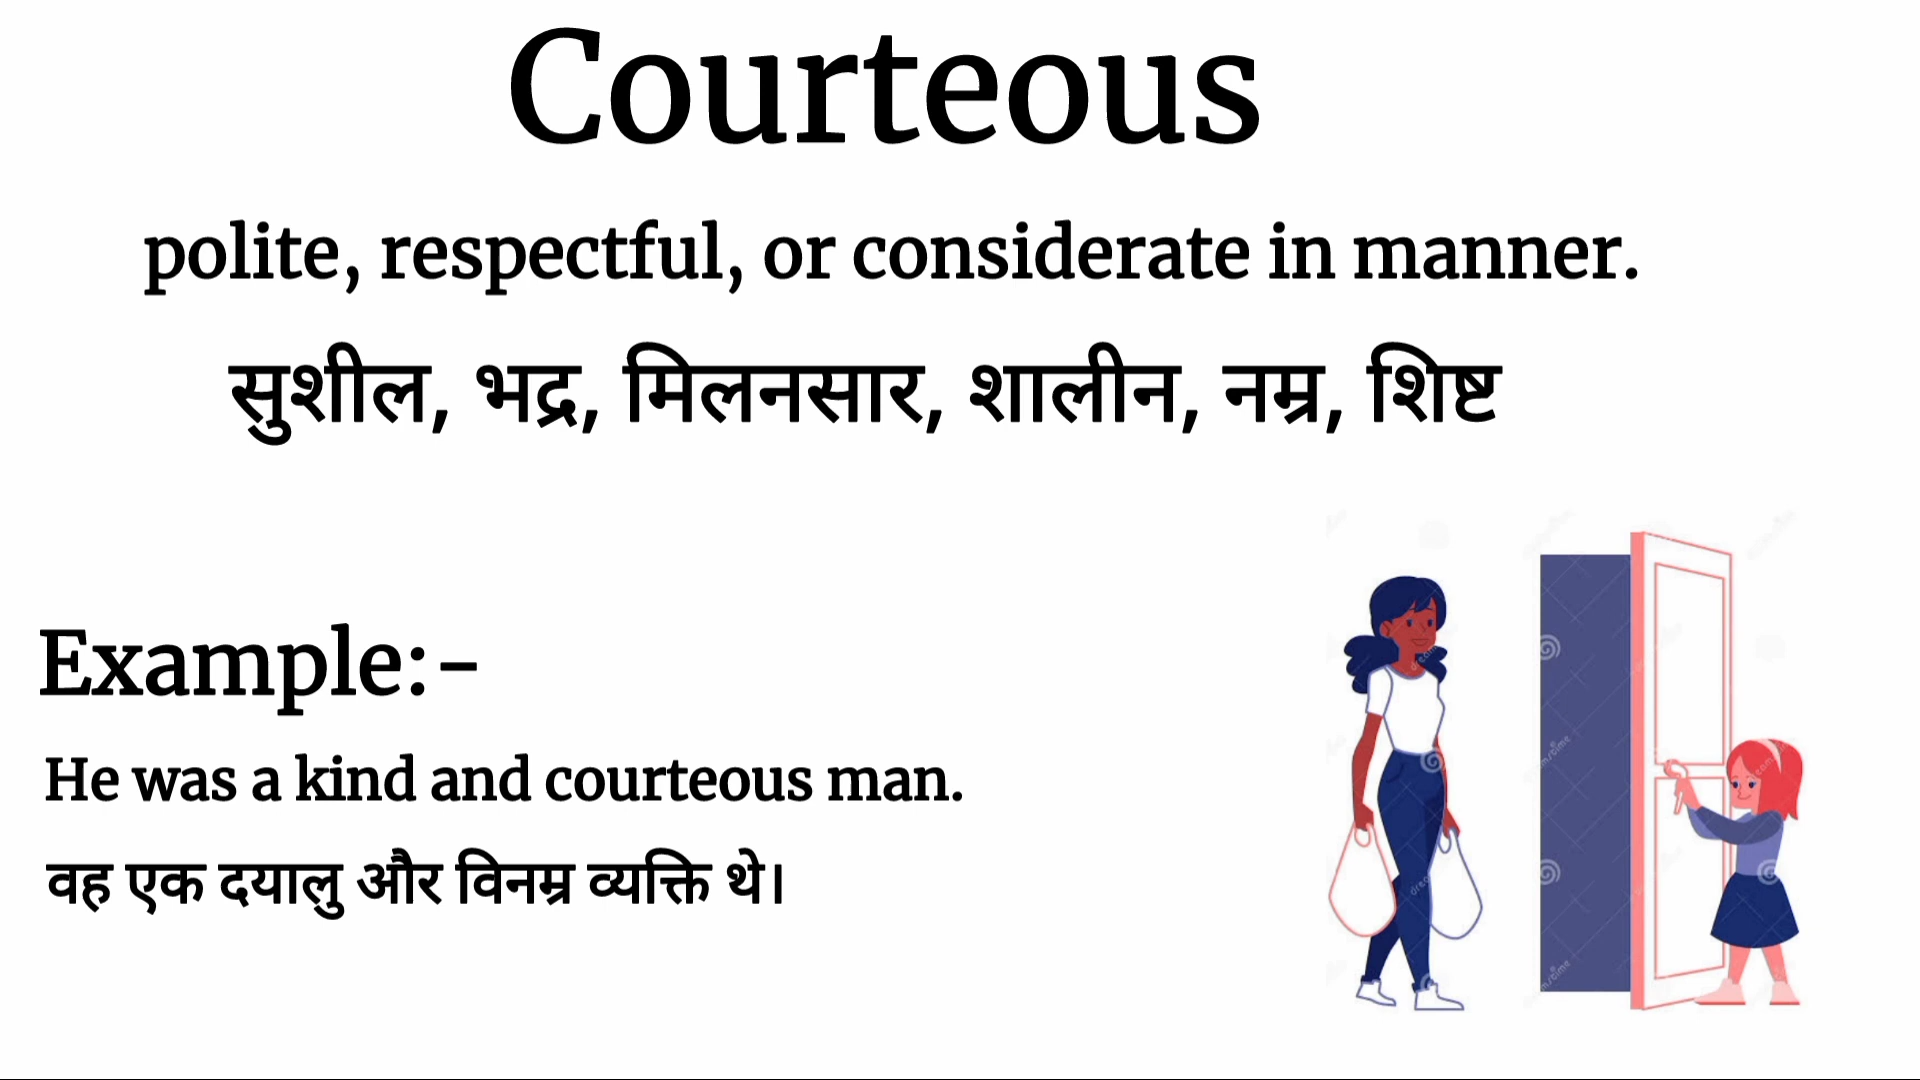 Courteous
polite, respectful, or considerate in manner.
सुशील, भद्र, मिलनसार, शालीन, नम्र, शिष्ट
Example:-
He was a kind and courteous man.
वह एक दयालु और विनम्र व्यक्ति थे।